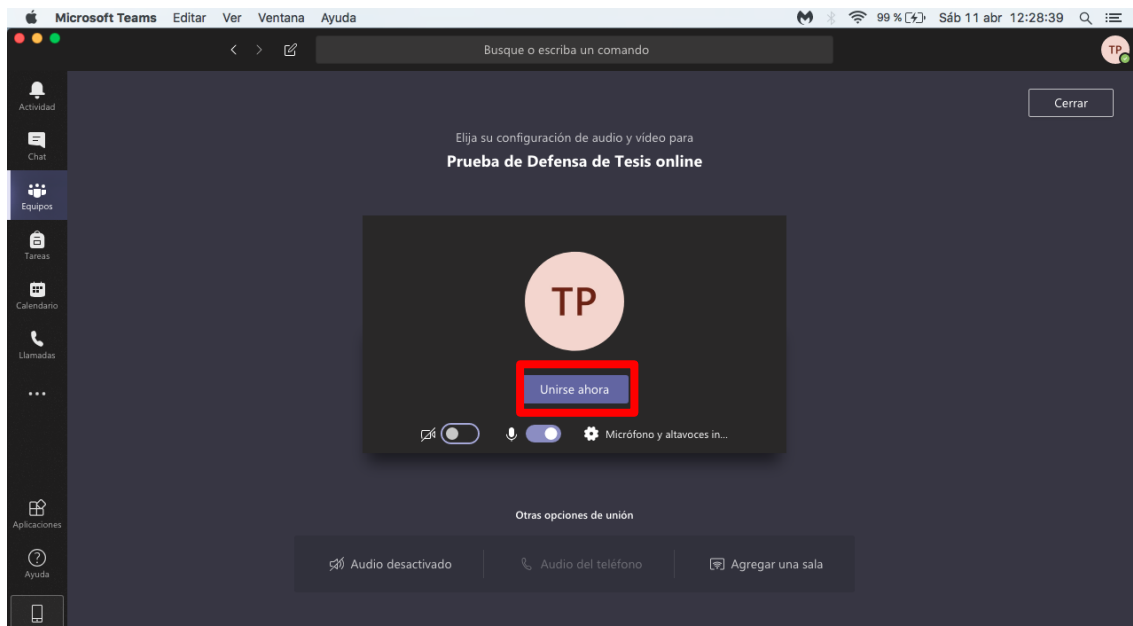 Microsoft Teams Editar Ver Ventana Ayuda 99 % Sáb 11 abr 12:28:39
Busque o escriba un comando
TP
Actividad
Chat
Equipos
Tareas
Calendario
Llamadas
Aplicaciones
Ayuda
Cerrar
Elija su configuración de audio y vídeo para
Prueba de Defensa de Tesis online
TP
Unirse ahora
Micrófono y altavoces in...
Otras opciones de unión
Audio desactivado Audio del teléfono Agregar una sala